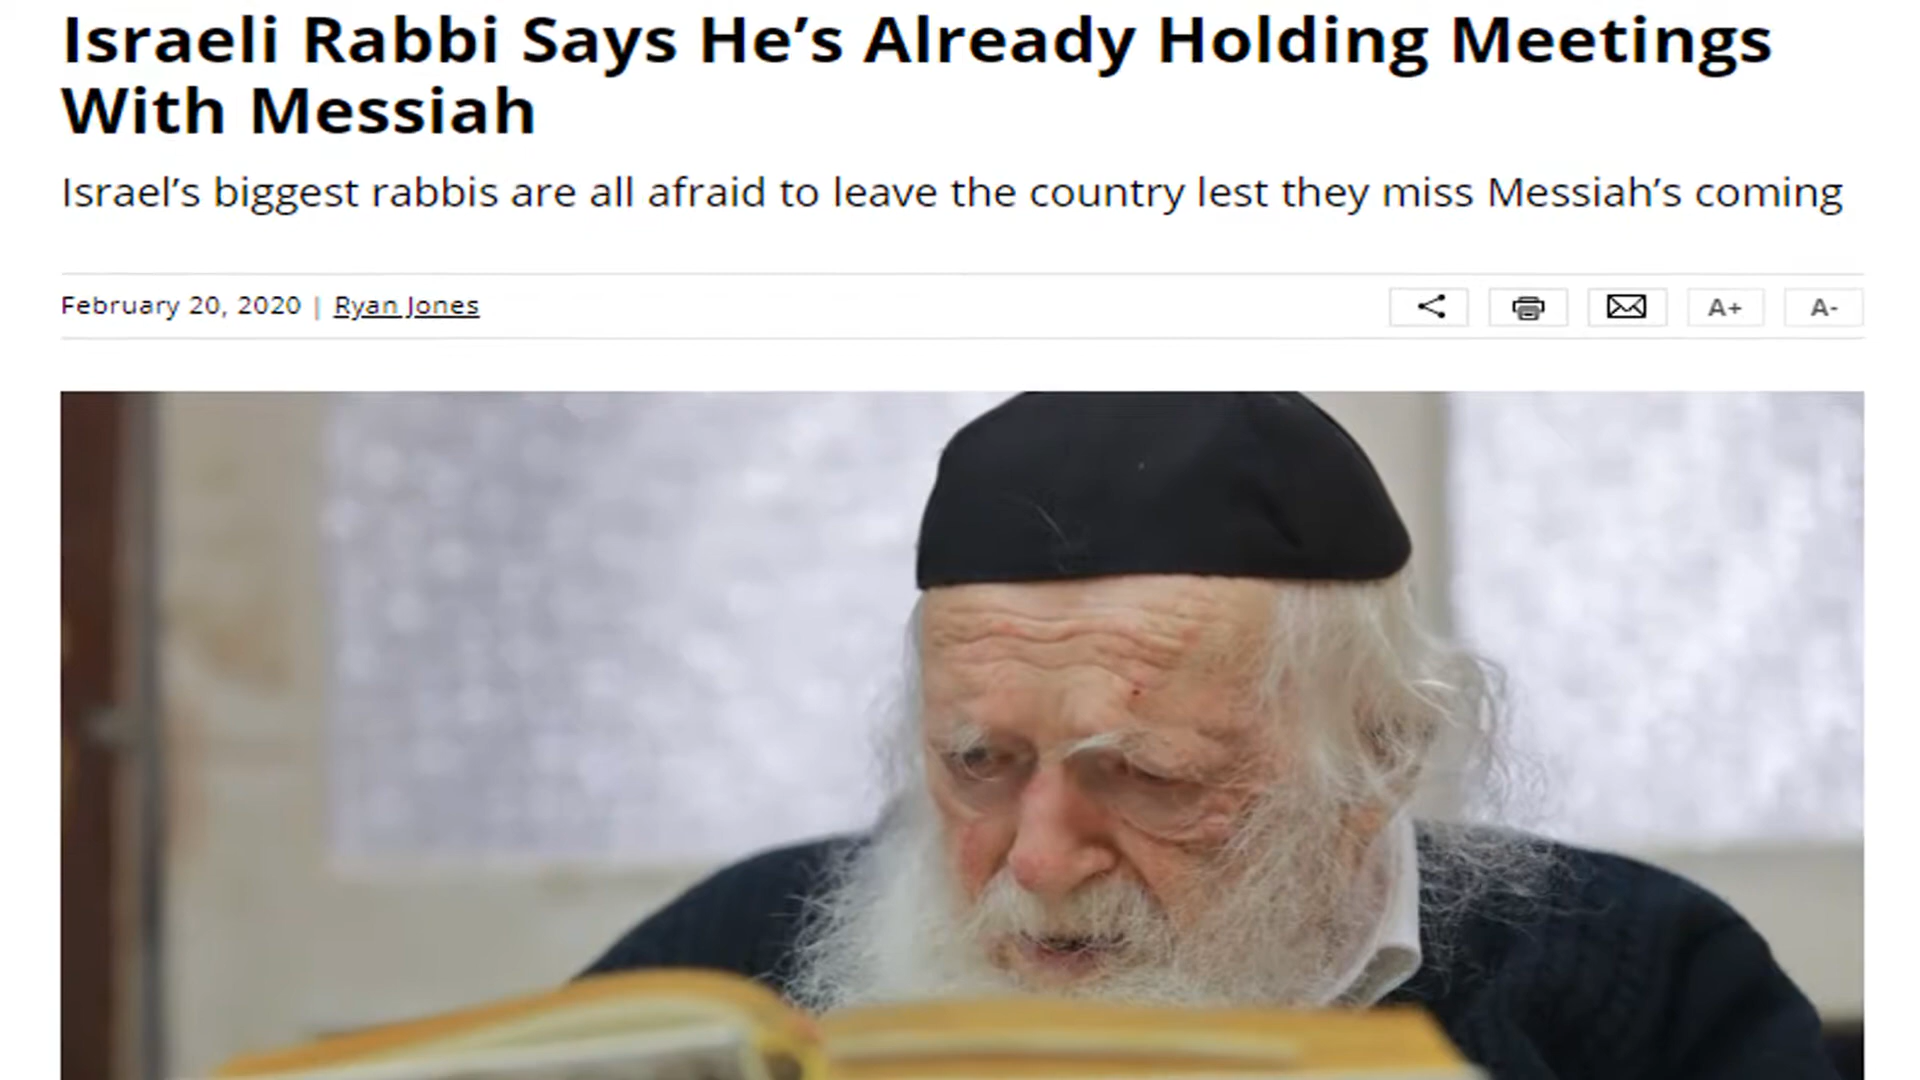 Israeli Rabbi Says He’s Already Holding Meetings
With Messiah
Israel’s biggest rabbis are all afraid to leave the country lest they miss Messiah’s coming
February 20, 2020 | Ryan Jones
A+ A-